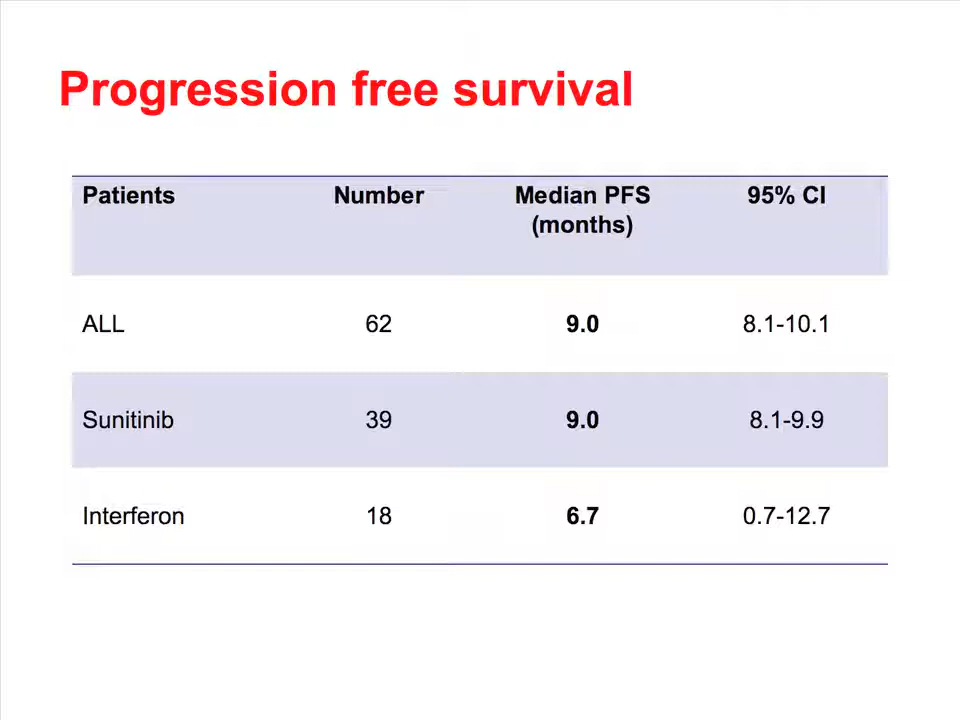 Progression free survival
Patients Number Median PFS 95% CI
(months)
ALL 62 9.0 8.1-10.1
Sunitinib 39 9.0 8.1-9.9
Interferon 18 6.7 0.7-12.7